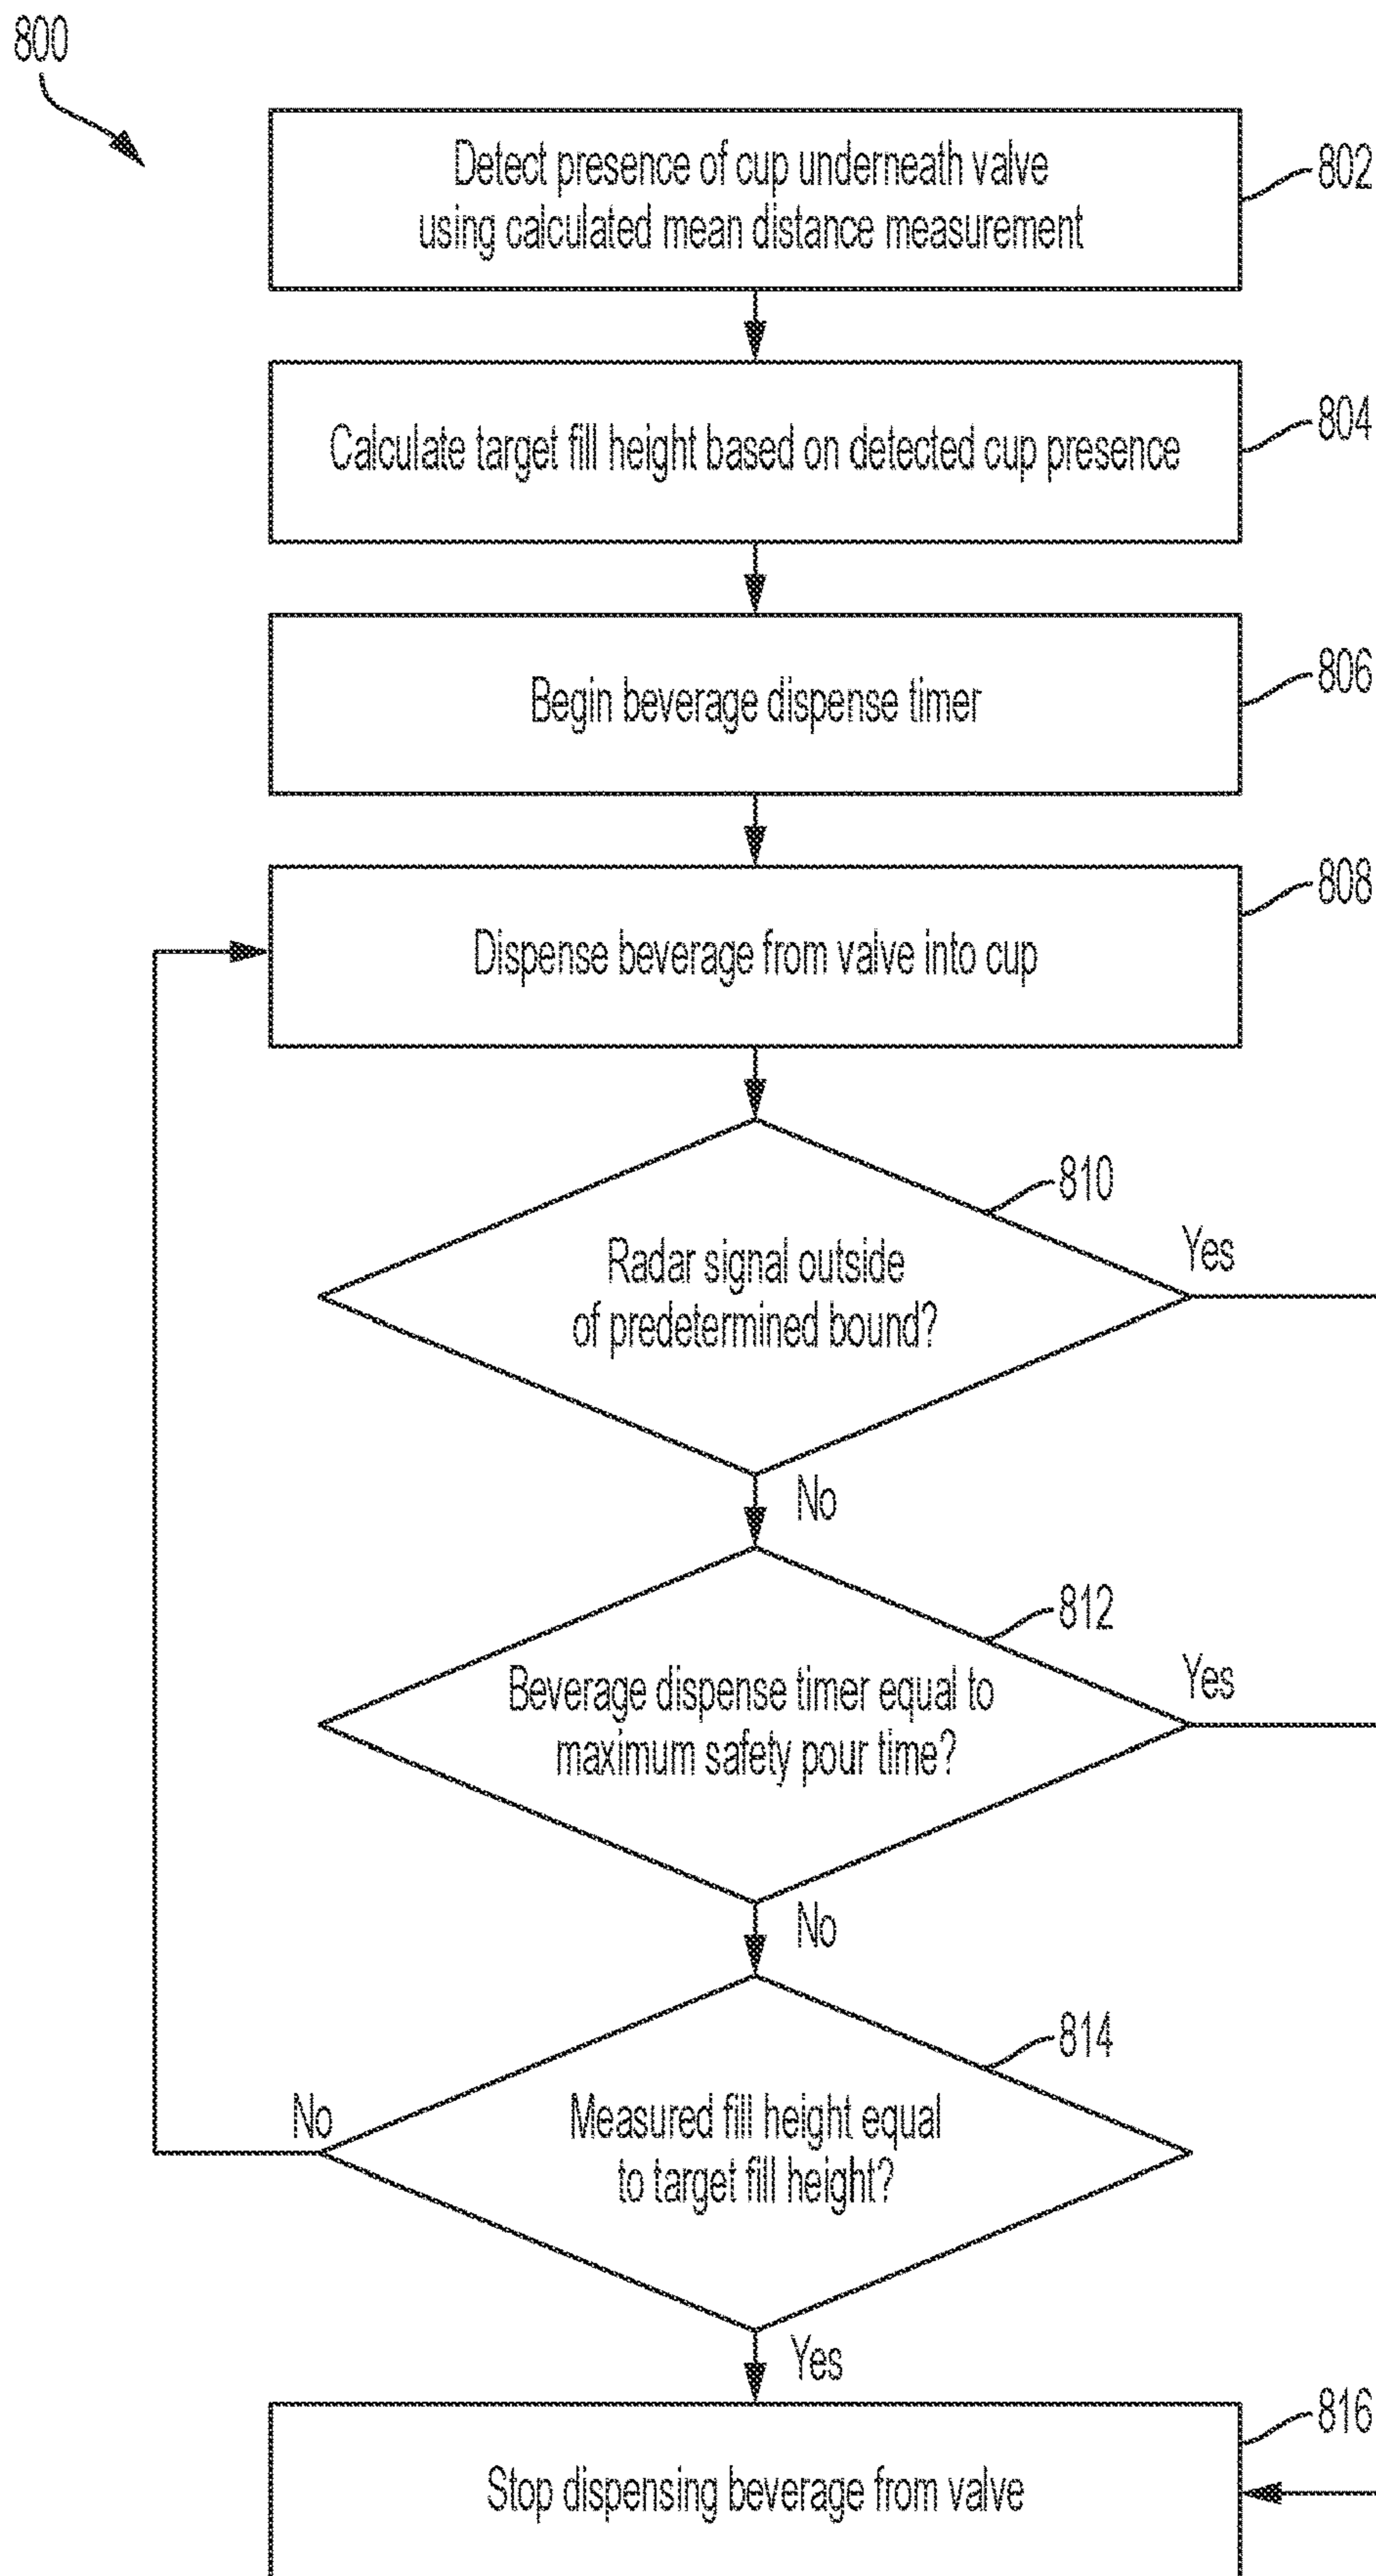 800
Detect presence of cup underneath valve
using calculated mean distance measurement
802
Calculate target fill height based on detected cup presence
804
Begin beverage dispense timer
806
Dispense beverage from valve into cup
808
810
Radar signal outside
of predetermined bound?
Yes
No
812
Beverage dispense timer equal to
maximum safety pour time?
Yes
No
814
Measured fill height equal
to target fill height?
No
Yes
816
Stop dispensing beverage from valve